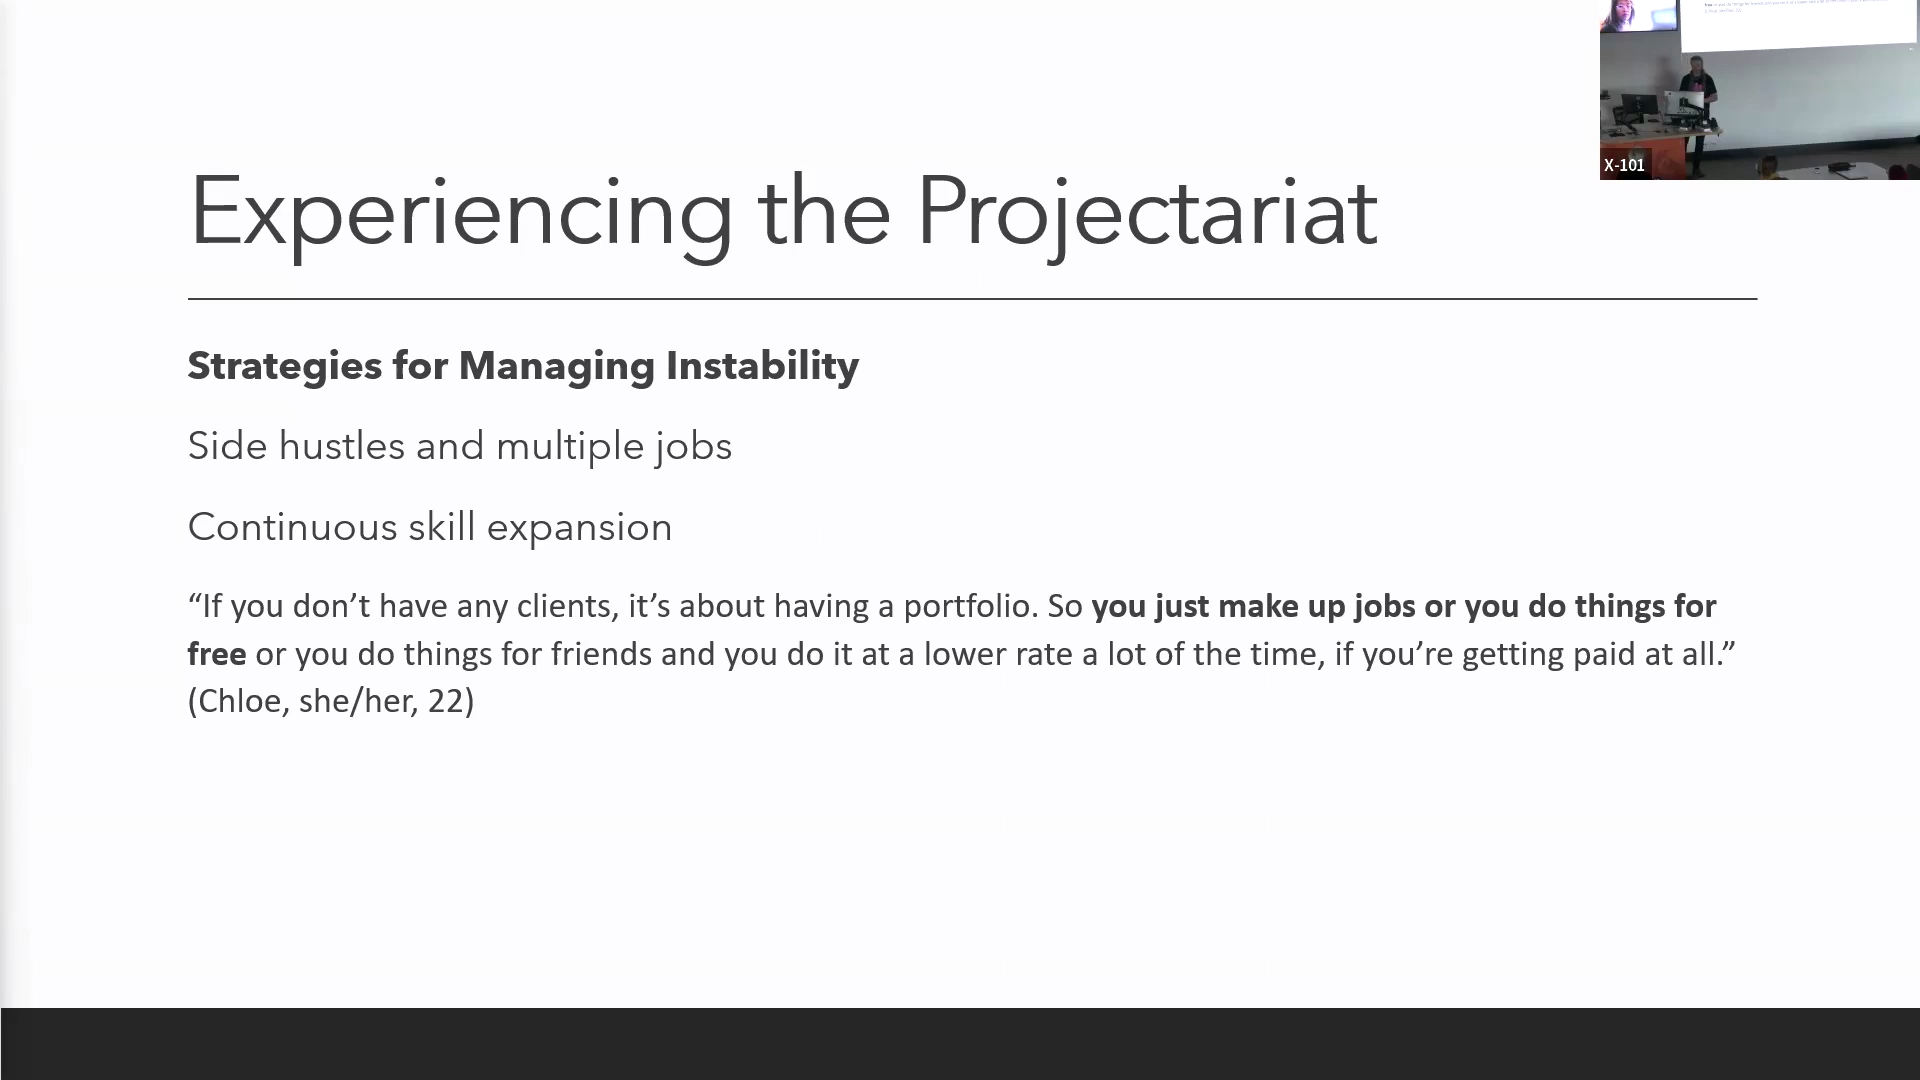 Experiencing the Projectariat
Strategies for Managing Instability
Side hustles and multiple jobs
Continuous skill expansion
“If you don’t have any clients, it’s about having a portfolio. So you just make up jobs or you do things for
free or you do things for friends and you do it at a lower rate a lot of the time, if you’re getting paid at all.”
(Chloe, she/her, 22)
X-101